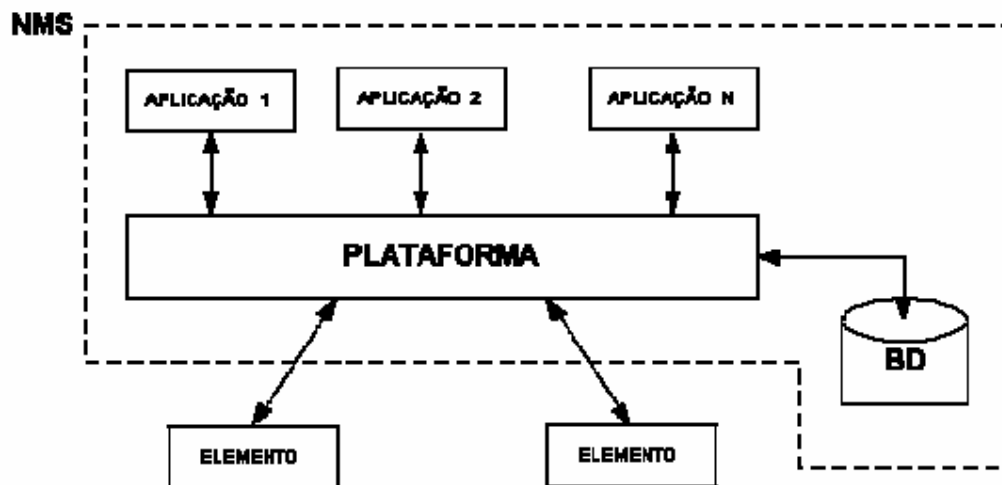 NMS
APLICAÇÃO 1
APLICAÇÃO 2
APLICAÇÃO N
PLATAFORMA
BD
ELEMENTO
ELEMENTO